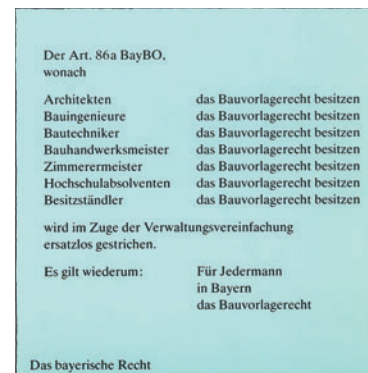 Der Art. 86a BayBO,
wonach
Architekten das Bauvorlagerecht besitzen
Bauingenieure das Bauvorlagerecht besitzen
Bautechniker das Bauvorlagerecht besitzen
Bauhandwerksmeister das Bauvorlagerecht besitzen
Zimmerermeister das Bauvorlagerecht besitzen
Hochschulabsolventen das Bauvorlagerecht besitzen
Besitzständler das Bauvorlagerecht besitzen
wird im Zuge der Verwaltungsvereinfachung
ersatzlos gestrichen.
Es gilt wiederum: Für Jedermann
in Bayern
das Bauvorlagerecht
Das bayerische Recht